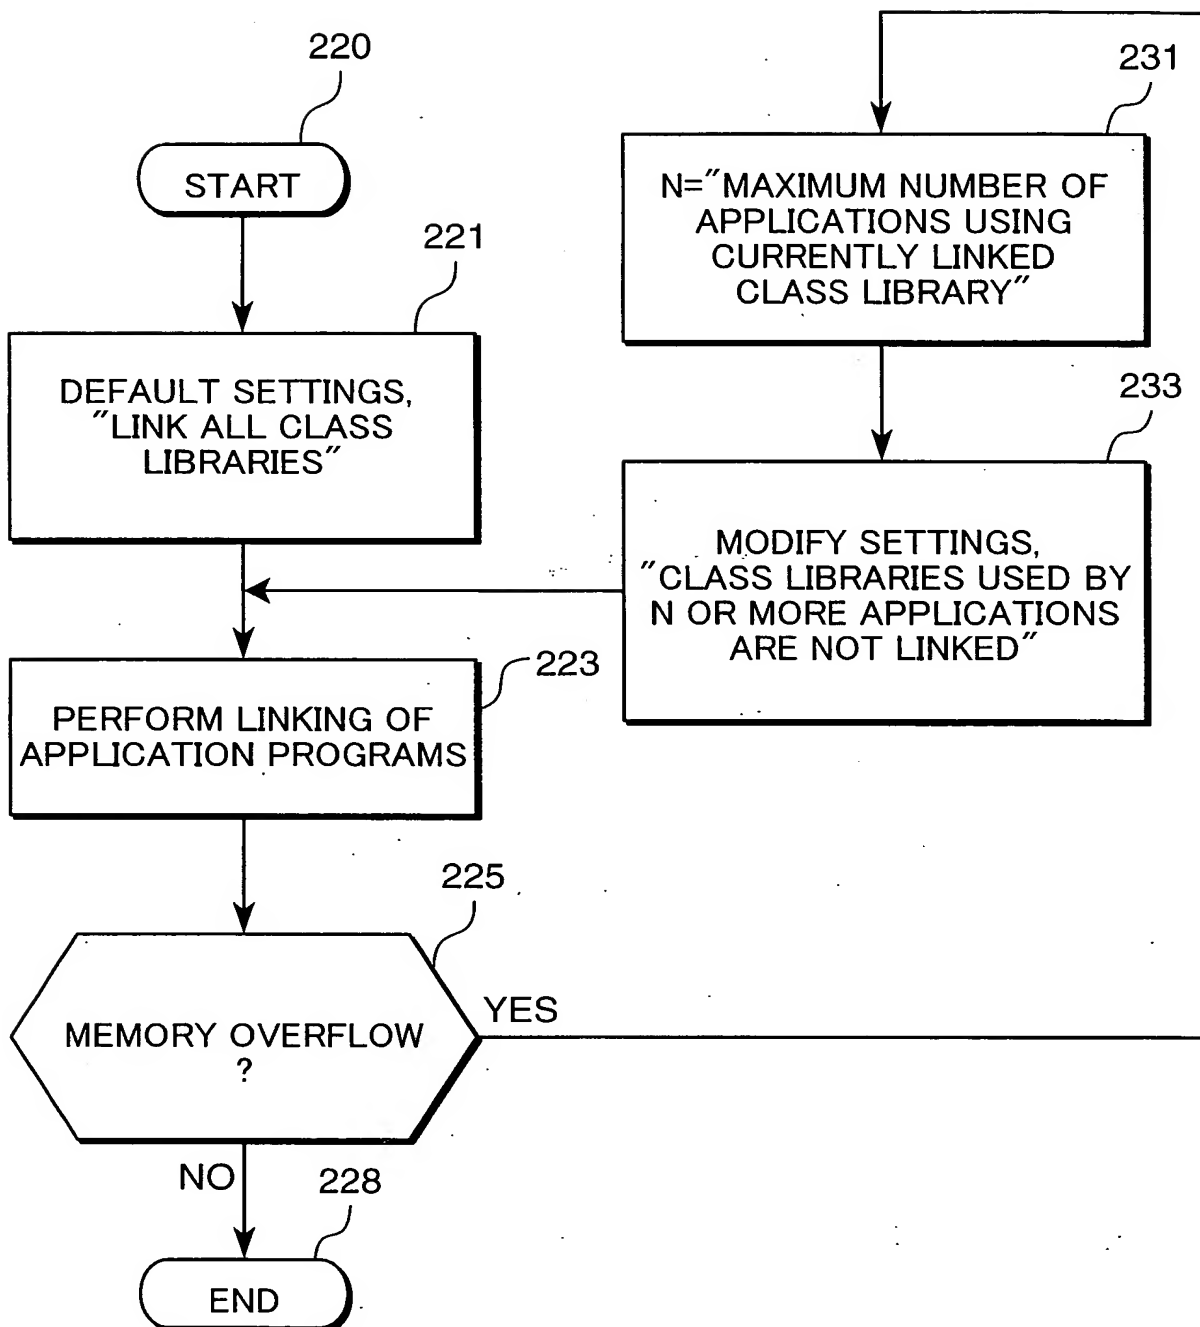 220
START
221
DEFAULT SETTINGS,
"LINK ALL CLASS
LIBRARIES"
223
PERFORM LINKING OF
APPLICATION PROGRAMS
225
MEMORY OVERFLOW
?
YES
NO
228
END
231
N="MAXIMUM NUMBER OF
APPLICATIONS USING
CURRENTLY LINKED
CLASS LIBRARY"
233
MODIFY SETTINGS,
"CLASS LIBRARIES USED BY
N OR MORE APPLICATIONS
ARE NOT LINKED"